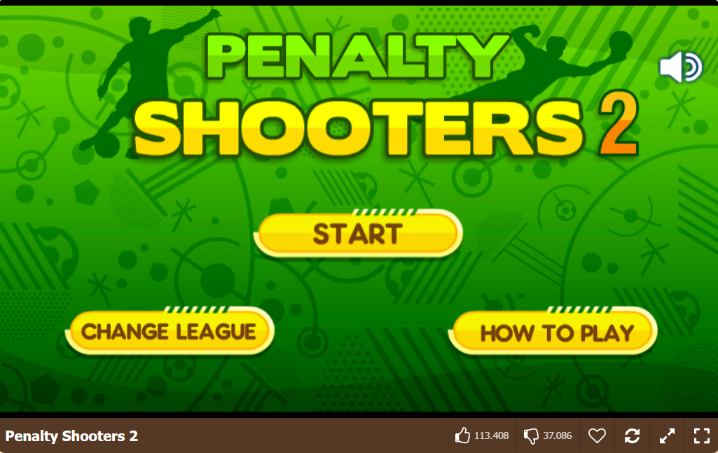 PENALTY
SHOOTERS 2
START
CHANGE LEAGUE
HOW TO PLAY
Penalty Shooters 2
113.408
37.086